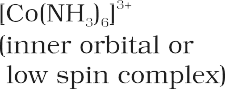 [Co(NH₃)₆]³⁺
(inner orbital or
low spin complex)